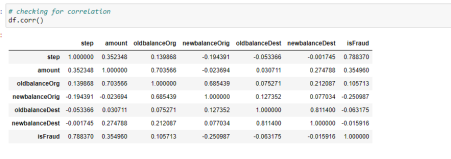 # checking for correlation
df.corr()
step amount oldbalanceOrg newbalanceOrig oldbalanceDest newbalanceDest isFraud
step 1.000000 0.352348 0.139868 -0.194391 -0.053366 -0.001745 0.788370
amount 0.352348 1.000000 0.703566 -0.023694 0.030711 0.274788 0.354960
oldbalanceOrg 0.139868 0.703566 1.000000 0.685439 0.075271 0.212087 0.105713
newbalanceOrig -0.194391 -0.023694 0.685439 1.000000 0.127352 0.077034 -0.250987
oldbalanceDest -0.053366 0.030711 0.075271 0.127352 1.000000 0.811400 -0.063175
newbalanceDest -0.001745 0.274788 0.212087 0.077034 0.811400 1.000000 -0.015916
isFraud 0.788370 0.354960 0.105713 -0.250987 -0.063175 -0.015916 1.000000